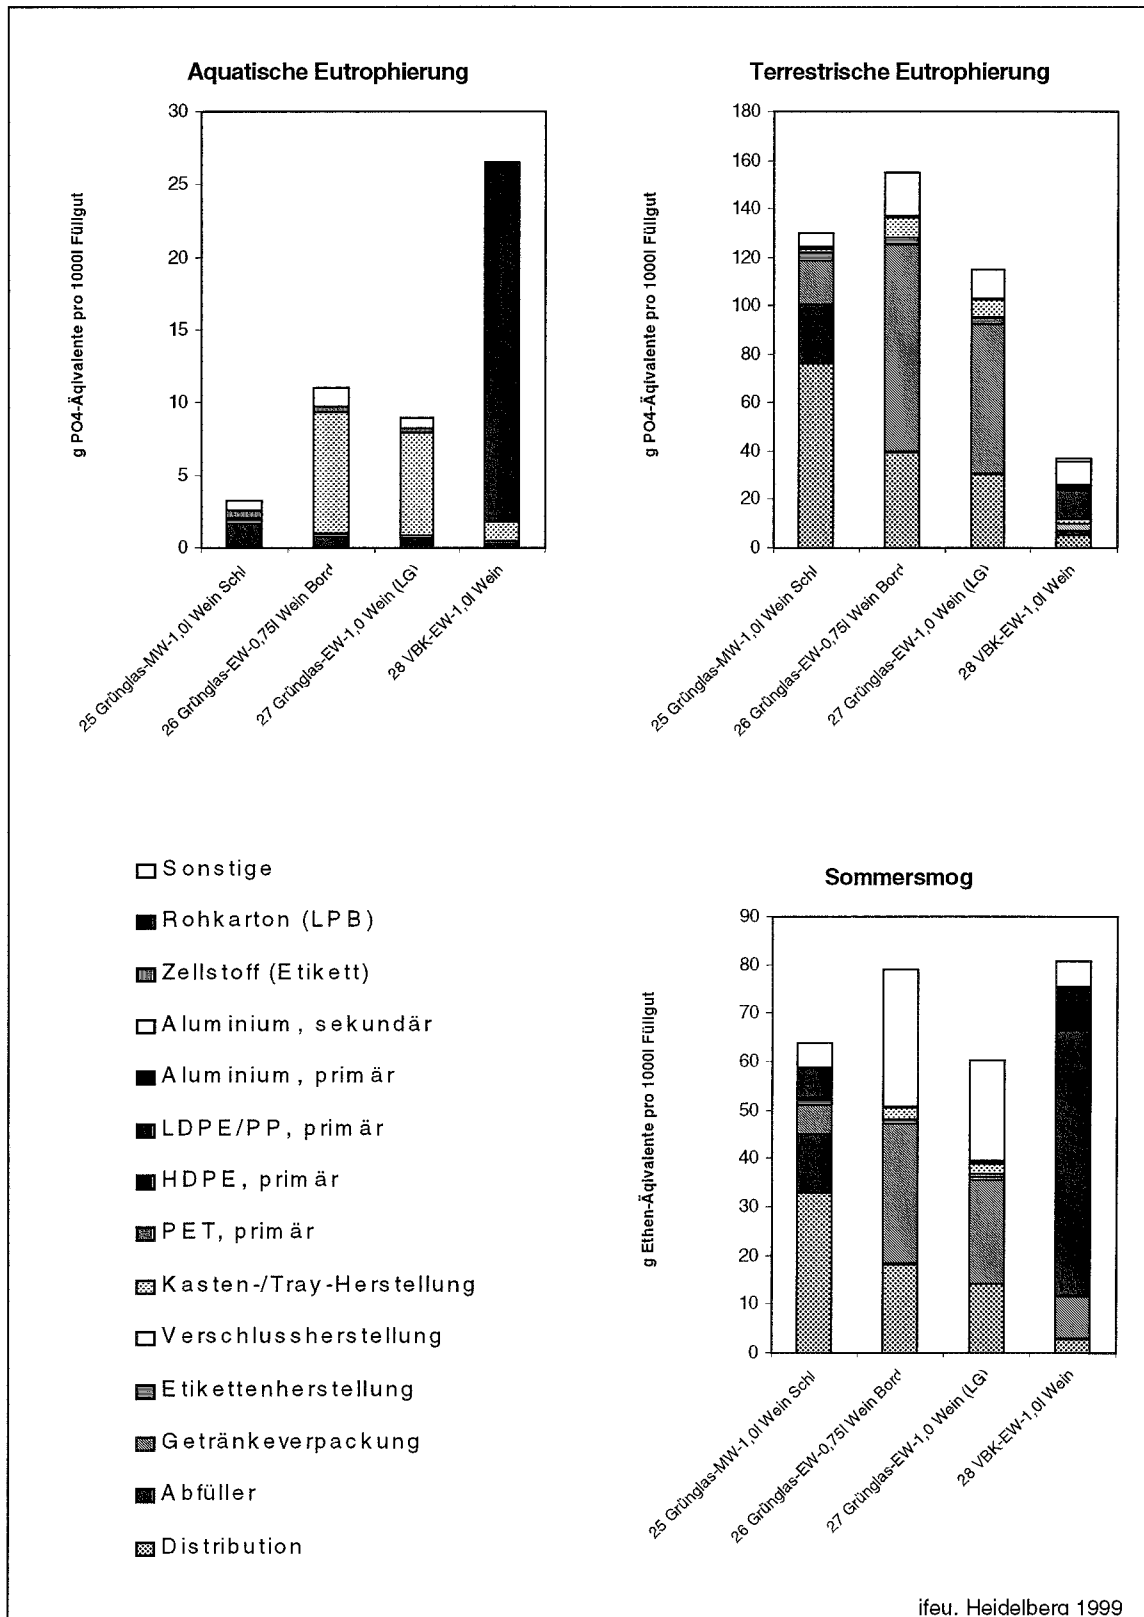 Aquatische Eutrophierung
30
25
20
15
10
5
0
g PO4-Äqivalente pro 1000l Füllgut
25 Grünglas-MW-1,0l Wein Schl
26 Grünglas-EW-0,75l Wein Bord
27 Grünglas-EW-1,0 Wein (LG)
28 VBK-EW-1,0l Wein
Terrestrische Eutrophierung
180
160
140
120
100
80
60
40
20
0
g PO4-Äqivalente pro 1000l Füllgut
25 Grünglas-MW-1,0l Wein Schl
26 Grünglas-EW-0,75l Wein Bord
27 Grünglas-EW-1,0 Wein (LG)
28 VBK-EW-1,0l Wein
Sonstige
Rohkarton (LPB)
Zellstoff (Etikett)
Aluminium, sekundär
Aluminium, primär
LDPE/PP, primär
HDPE, primär
PET, primär
Kasten-/Tray-Herstellung
Verschlussherstellung
Etikettenherstellung
Getränkeverpackung
Abfüller
Distribution
Sommersmog
90
80
70
60
50
40
30
20
10
0
g Ethen-Äqivalente pro 1000l Füllgut
25 Grünglas-MW-1,0l Wein Schl
26 Grünglas-EW-0,75l Wein Bord
27 Grünglas-EW-1,0 Wein (LG)
28 VBK-EW-1,0l Wein
ifeu, Heidelberg 1999